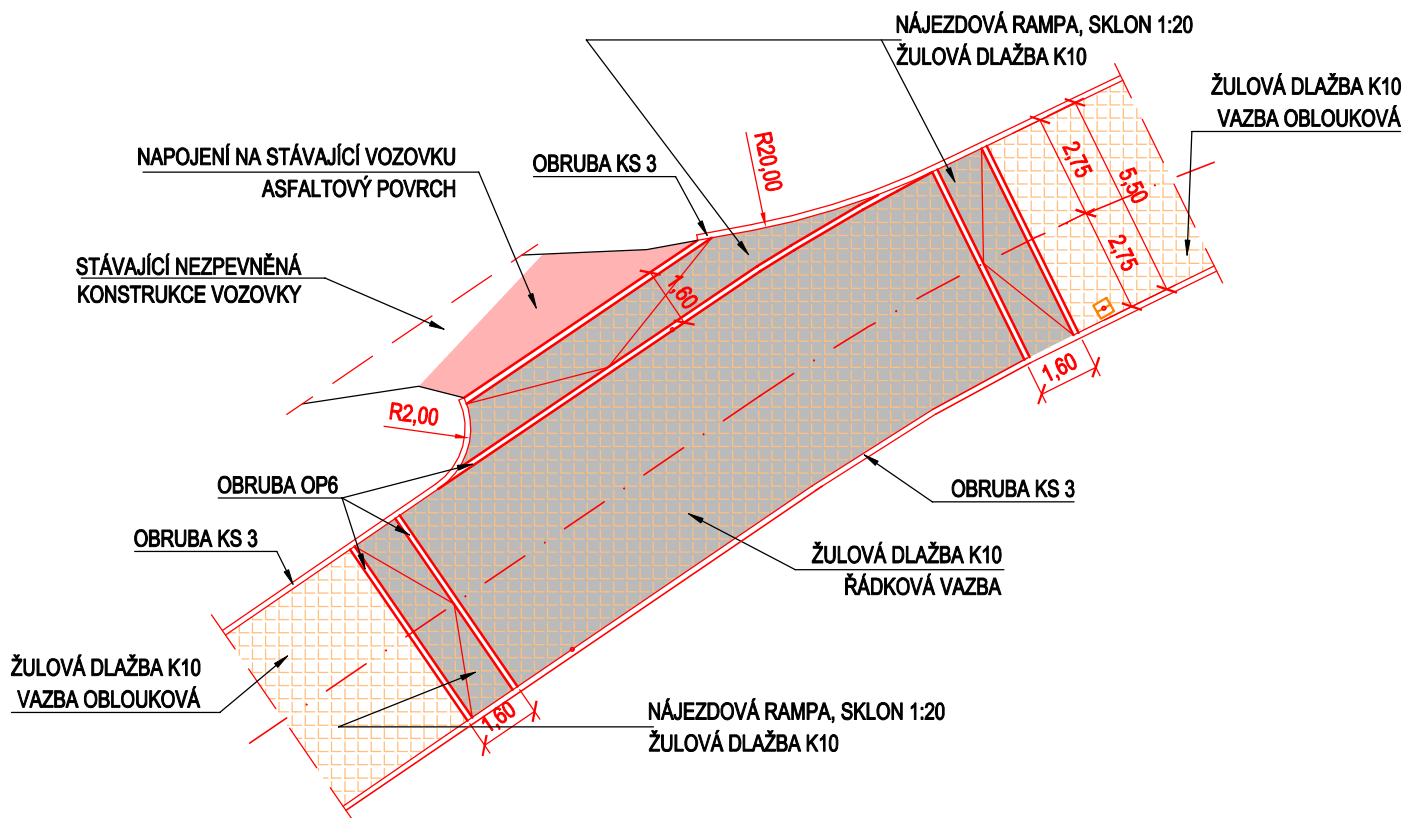 NÁJEZDOVÁ RAMPA, SKLON 1:20
ŽULOVÁ DLAŽBA K10
ŽULOVÁ DLAŽBA K10
VAZBA OBLOUKOVÁ
NAPOJENÍ NA STÁVAJÍCÍ VOZOVKU
ASFALTOVÝ POVRCH
OBRUBA KS 3
R20,00
2,75
5,50
2,75
STÁVAJÍCÍ NEZPEVNĚNÁ
KONSTRUKCE VOZOVKY
1,60
1,60
R2,00
OBRUBA OP6
OBRUBA KS 3
OBRUBA KS 3
ŽULOVÁ DLAŽBA K10
ŘÁDKOVÁ VAZBA
ŽULOVÁ DLAŽBA K10
VAZBA OBLOUKOVÁ
1,60
NÁJEZDOVÁ RAMPA, SKLON 1:20
ŽULOVÁ DLAŽBA K10